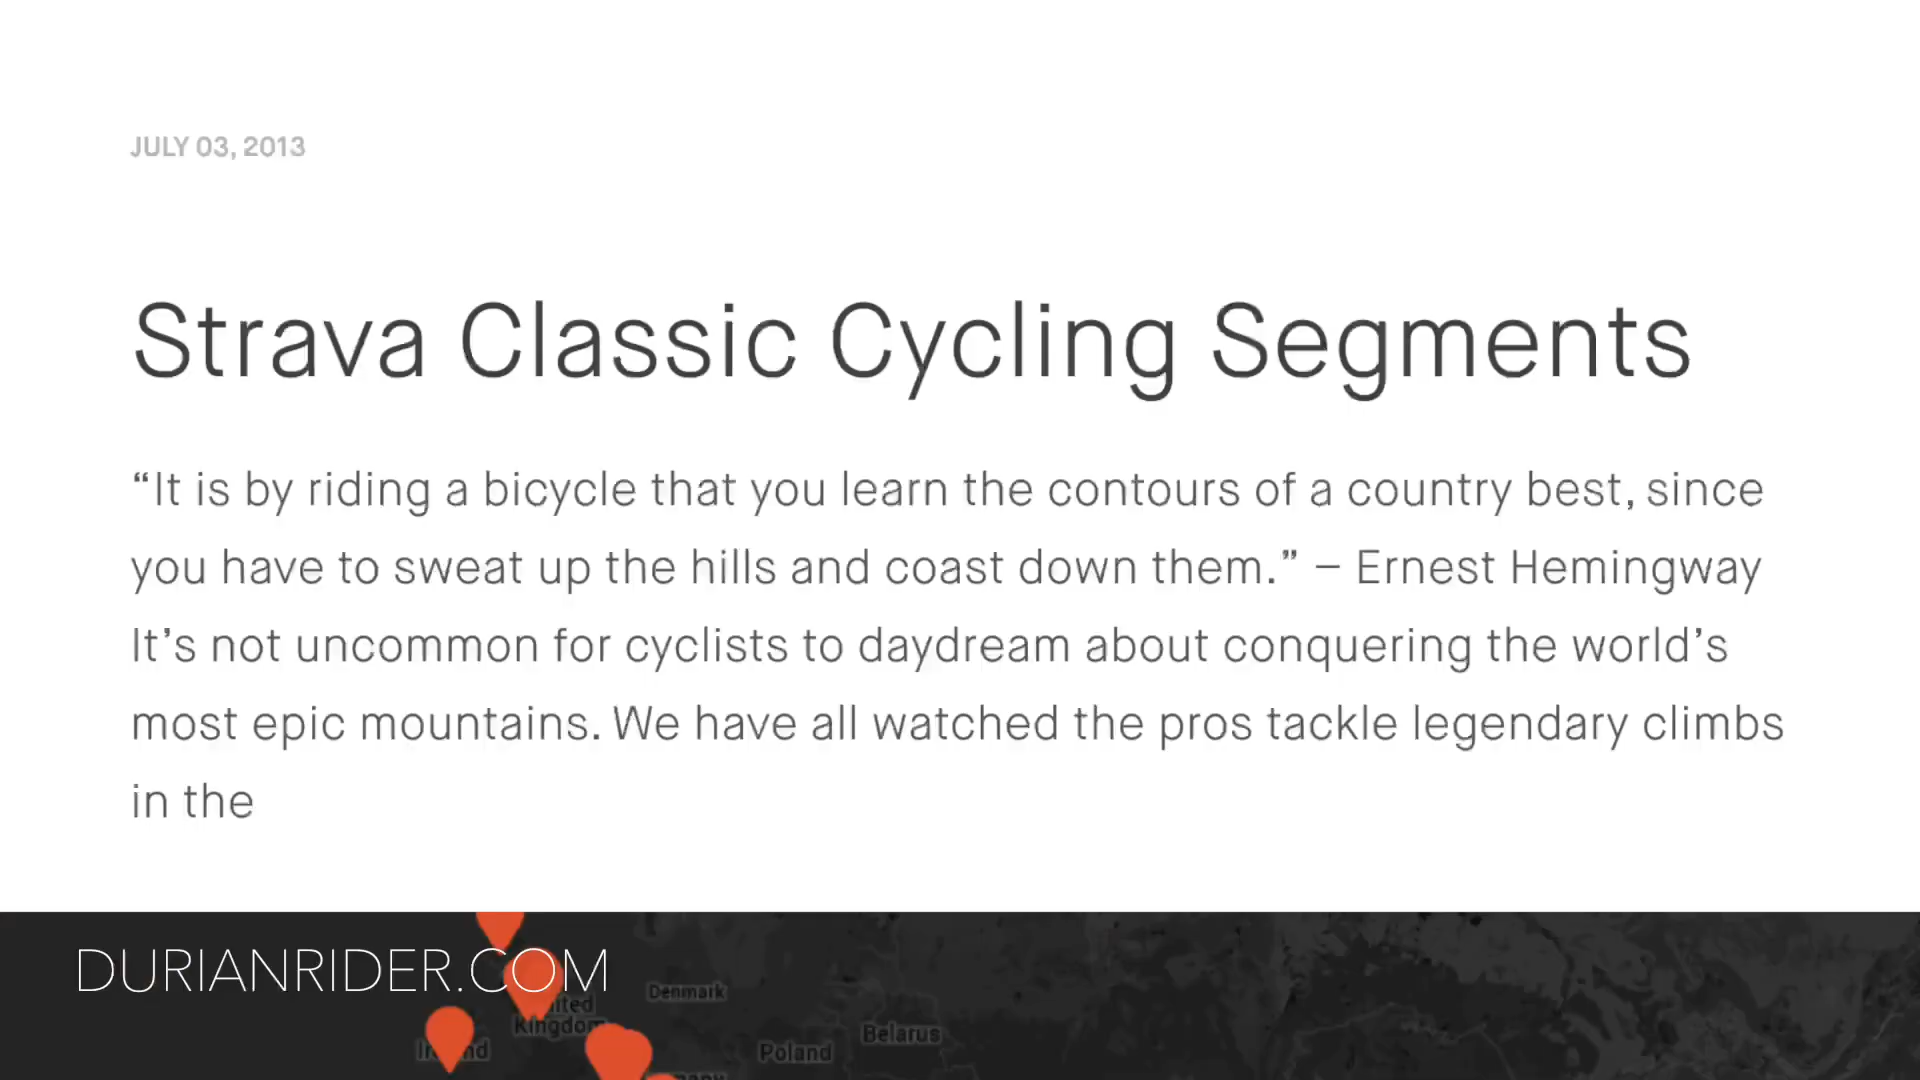 JULY 03, 2013
Strava Classic Cycling Segments
“It is by riding a bicycle that you learn the contours of a country best, since
you have to sweat up the hills and coast down them.” – Ernest Hemingway
It’s not uncommon for cyclists to daydream about conquering the world’s
most epic mountains. We have all watched the pros tackle legendary climbs
in the
DURIANRIDER.COM
Denmark
Kingdom
Belarus
Poland